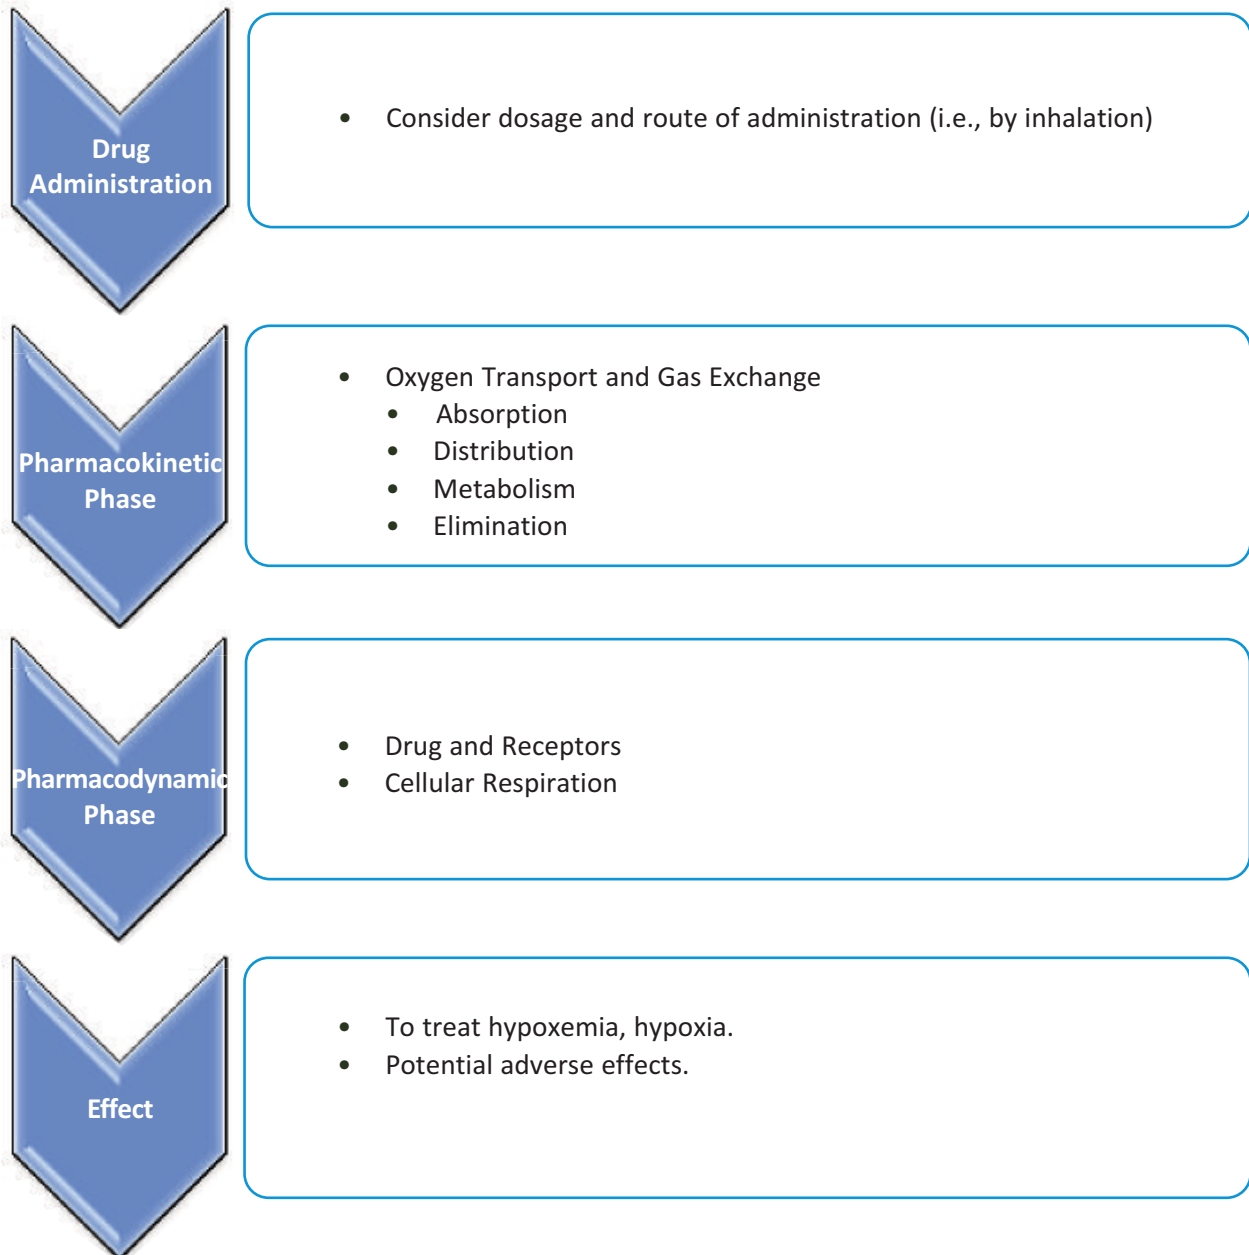 Drug
Administration
• Consider dosage and route of administration (i.e., by inhalation)
Pharmacokinetic
Phase
• Oxygen Transport and Gas Exchange
• Absorption
• Distribution
• Metabolism
• Elimination
Pharmacodynamic
Phase
• Drug and Receptors
• Cellular Respiration
Effect
• To treat hypoxemia, hypoxia.
• Potential adverse effects.